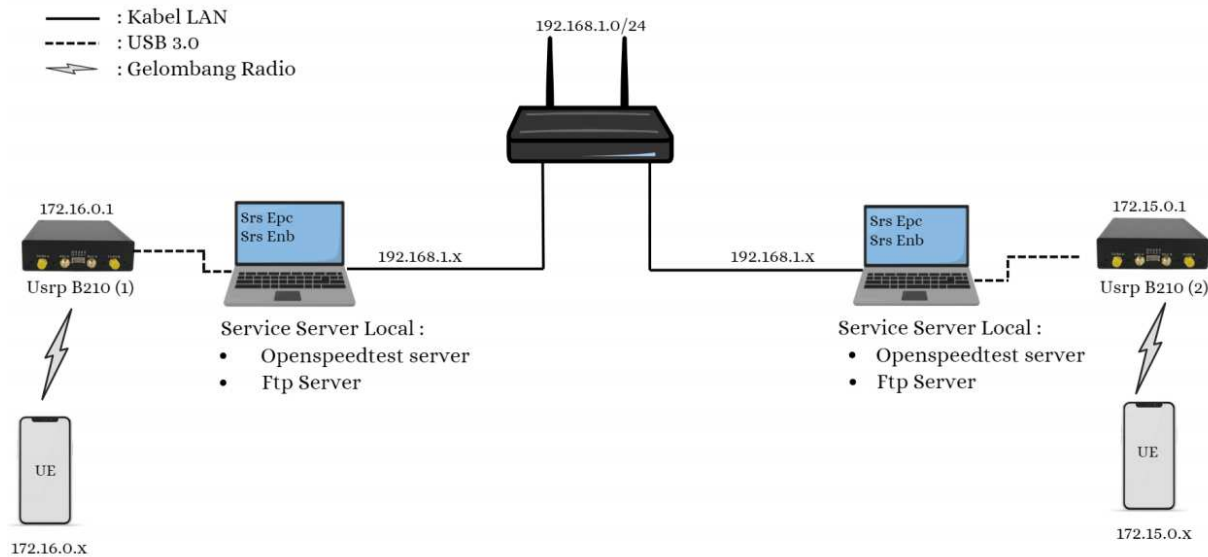 : Kabel LAN
: USB 3.0
: Gelombang Radio
192.168.1.0/24
172.16.0.1
Usrp B210 (1)
Srs Epc
Srs Enb
192.168.1.x
192.168.1.x
Srs Epc
Srs Enb
172.15.0.1
Usrp B210 (2)
Service Server Local :
• Openspeedtest server
• Ftp Server
Service Server Local :
• Openspeedtest server
• Ftp Server
UE
172.16.0.x
UE
172.15.0.x